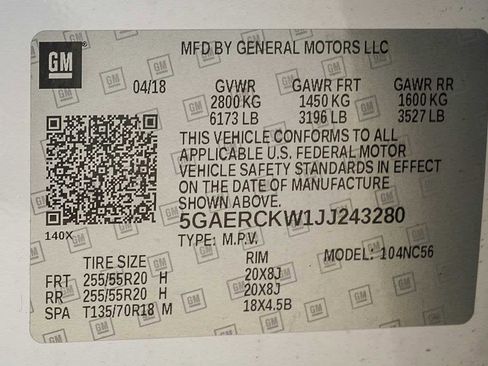 GM
MFD BY GENERAL MOTORS LLC
04/18 GVWR GAWR FRT GAWR RR
2800 KG 1450 KG 1600 KG
6173 LB 3196 LB 3527 LB
THIS VEHICLE CONFORMS TO ALL
APPLICABLE U.S. FEDERAL MOTOR
VEHICLE SAFETY STANDARDS IN EFFECT
ON THE DATE OF MANUFACTURE
SHOWN ABOVE.
5GAERCKW1JJ243280
140X
TYPE: M.P.V. MODEL: 104NC56
TIRE SIZE RIM
FRT 255/55R20 H 20X8J
RR 255/55R20 H 20X8J
SPA T135/70R18 M 18X4.5B